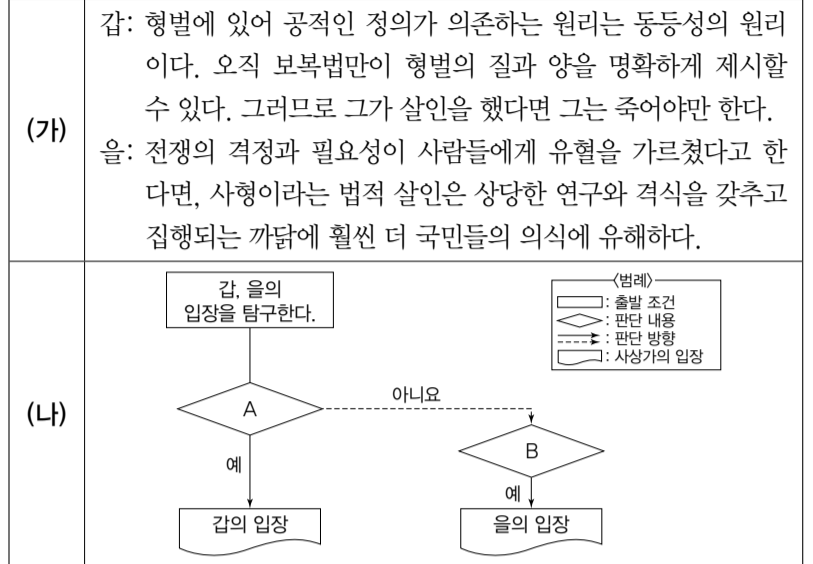 (가)
갑: 형벌에 있어 공적인 정의가 의존하는 원리는 동등성의 원리
이다. 오직 보복법만이 형벌의 질과 양을 명확하게 제시할
수 있다. 그러므로 그가 살인을 했다면 그는 죽어야만 한다.
을: 전쟁의 격정과 필요성이 사람들에게 유혈을 가르쳤다고 한
다면, 사형이라는 법적 살인은 상당한 연구와 격식을 갖추고
집행되는 까닭에 훨씬 더 국민들의 의식에 유해하다.
(나)
갑, 을의
입장을 탐구한다.
<범례>
: 출발 조건
: 판단 내용
: 판단 방향
: 사상가의 입장
A
아니요
B
예
예
갑의 입장
을의 입장